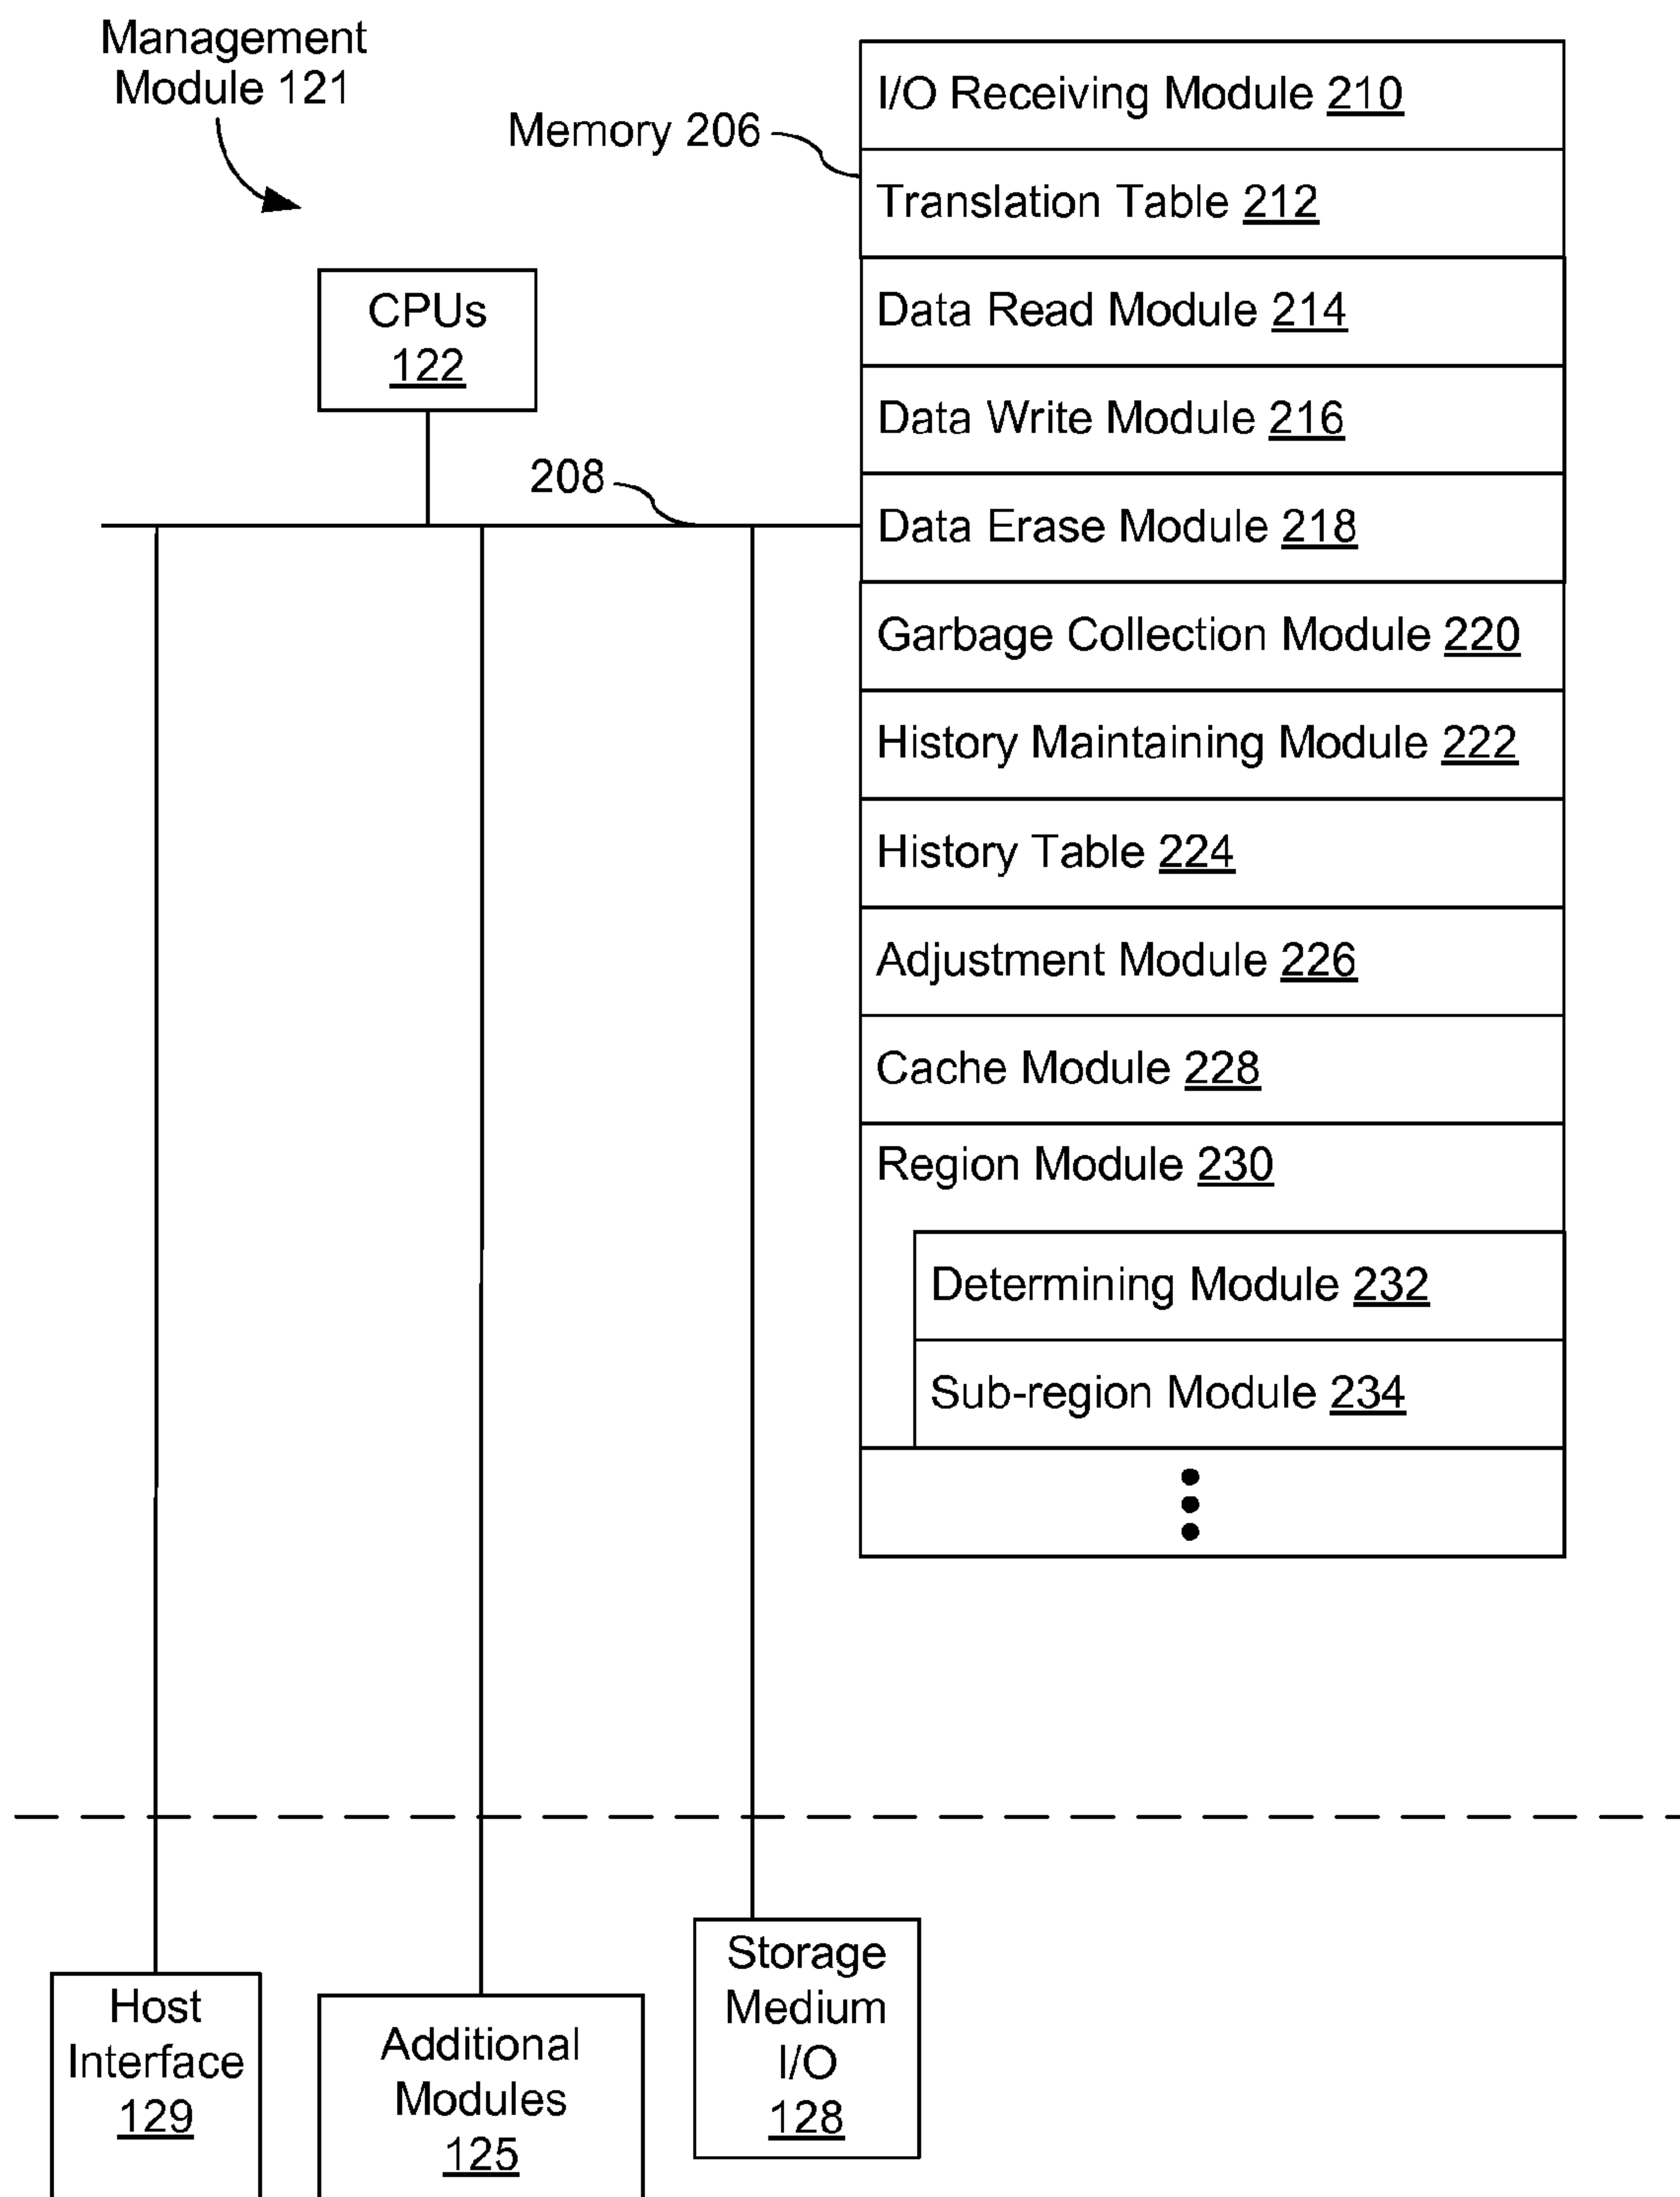 Management
Module 121
Memory 206
CPUs
122
208
I/O Receiving Module 210
Translation Table 212
Data Read Module 214
Data Write Module 216
Data Erase Module 218
Garbage Collection Module 220
History Maintaining Module 222
History Table 224
Adjustment Module 226
Cache Module 228
Region Module 230
Determining Module 232
Sub-region Module 234
Host
Interface
129
Additional
Modules
125
Storage
Medium
I/O
128